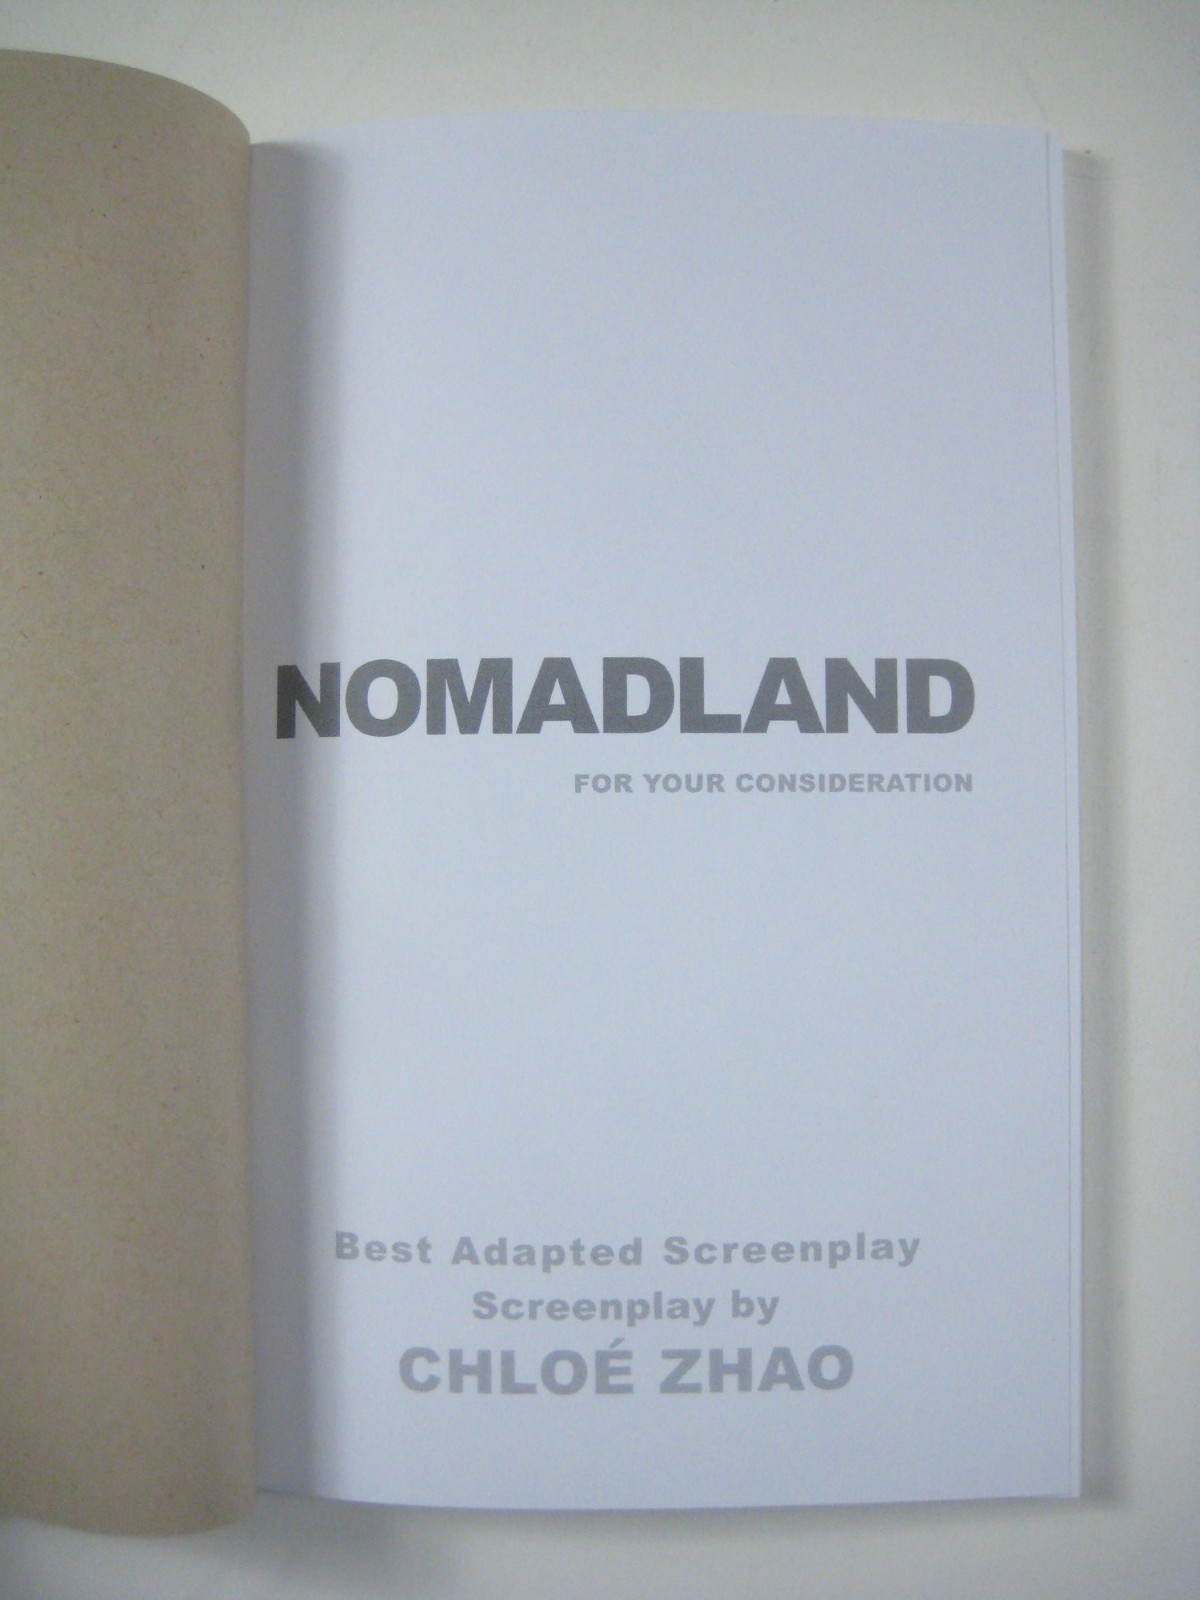 NOMADLAND
FOR YOUR CONSIDERATION
Best Adapted Screenplay
Screenplay by
CHLOÉ ZHAO